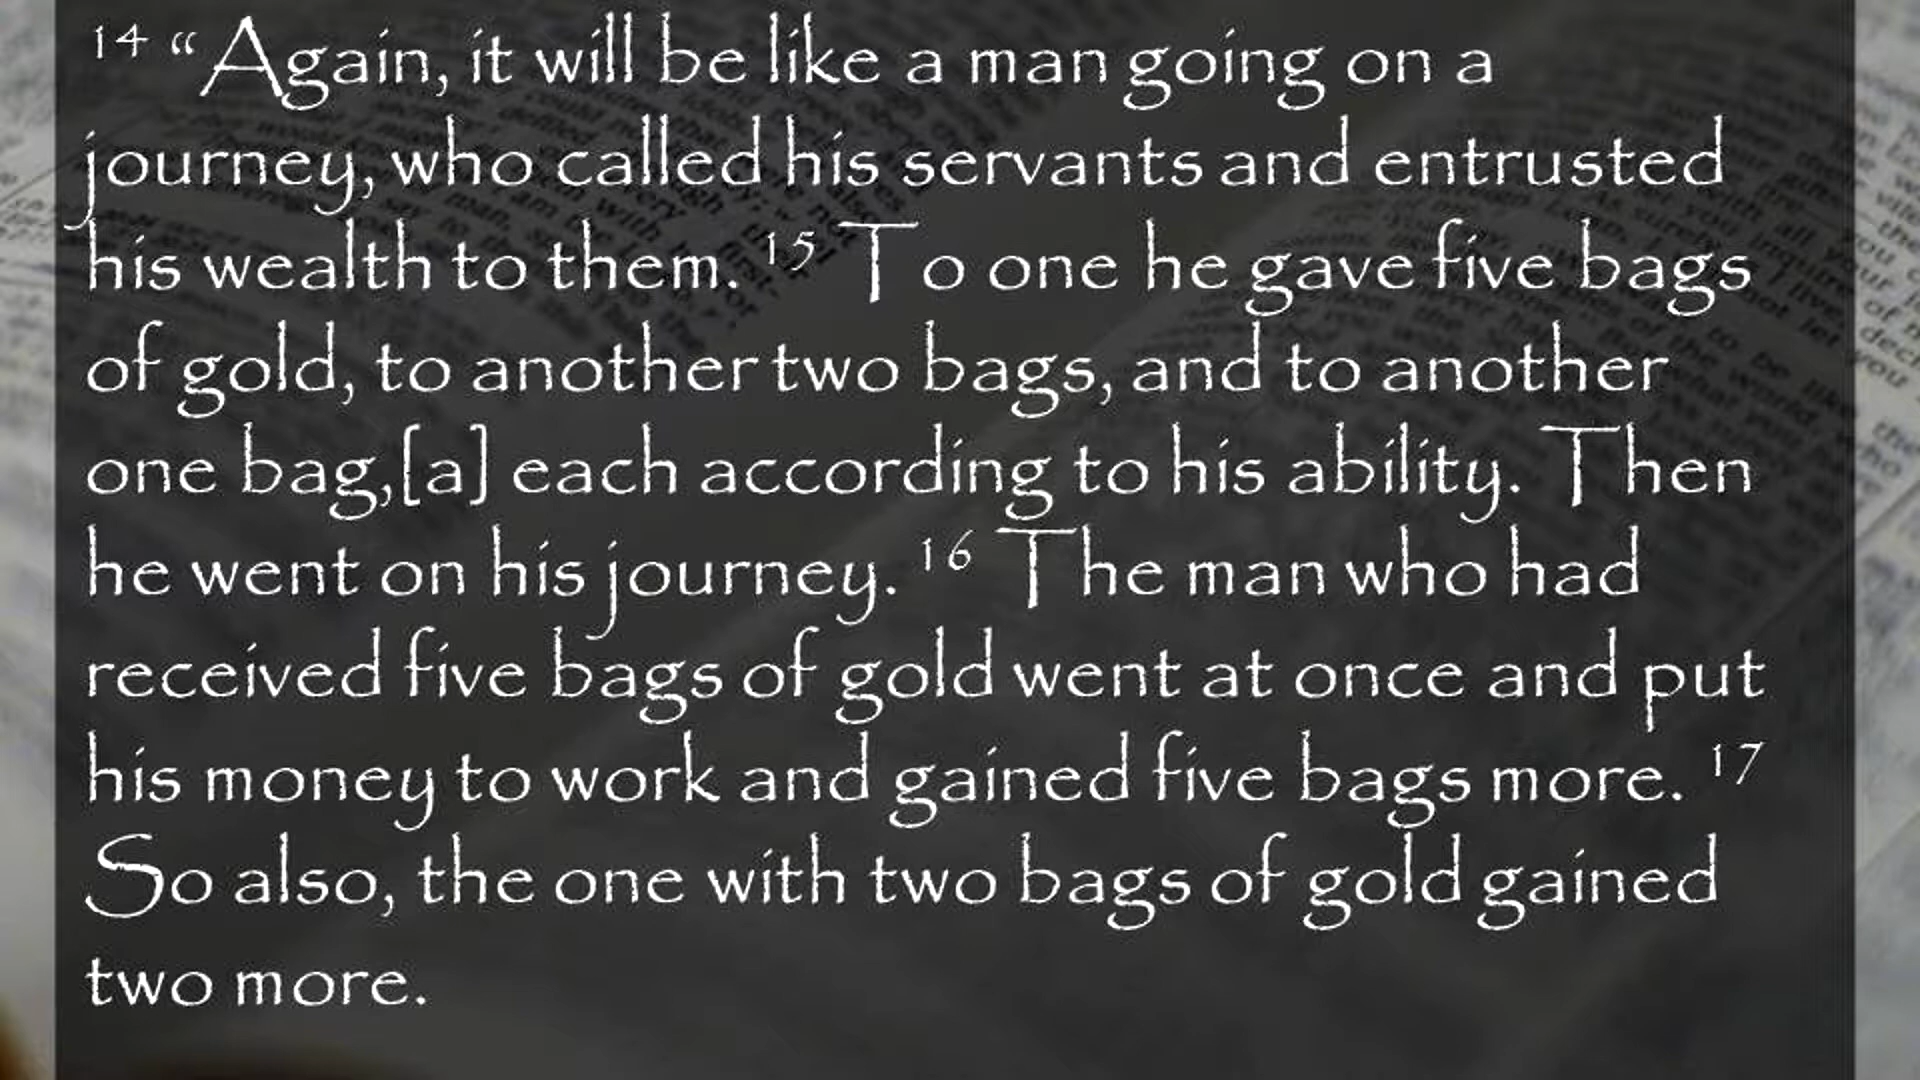 14 “Again, it will be like a man going on a
journey, who called his servants and entrusted
his wealth to them. 15 To one he gave five bags
of gold, to another two bags, and to another
one bag,[a] each according to his ability. Then
he went on his journey. 16 The man who had
received five bags of gold went at once and put
his money to work and gained five bags more. 17
So also, the one with two bags of gold gained
two more.